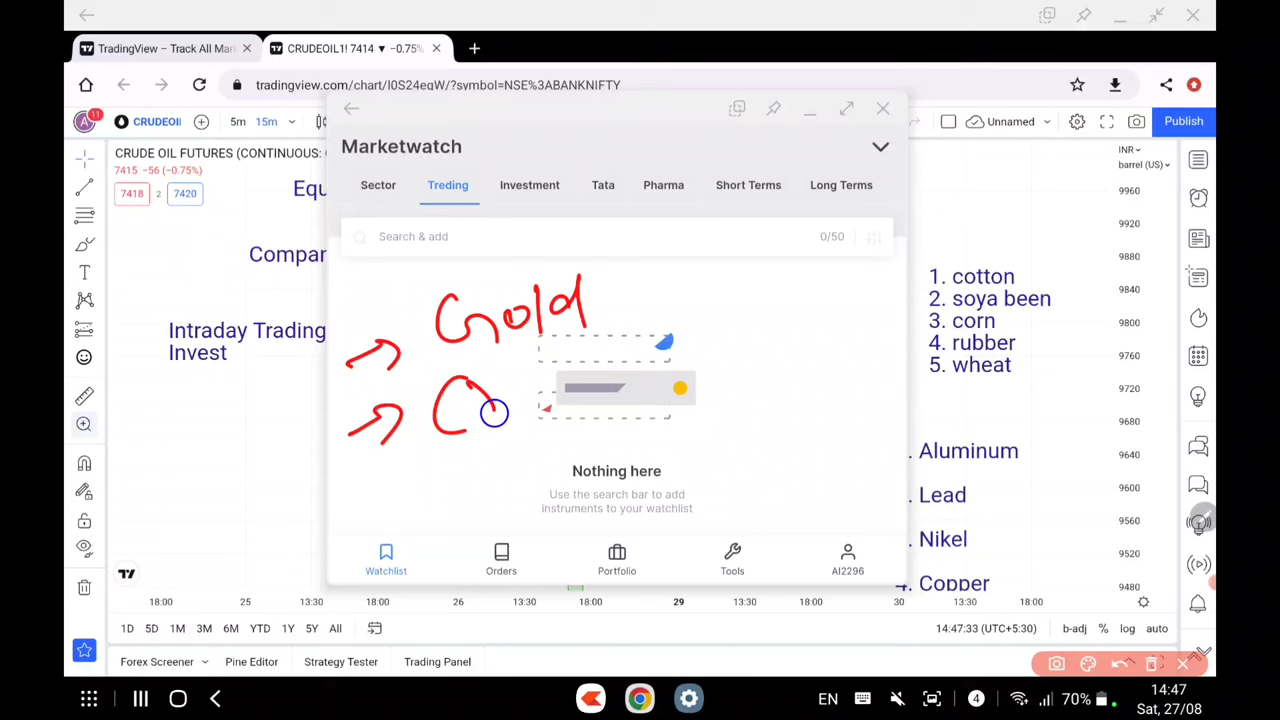 TradingView – Track All Mar
CRUDEOIL1! 7414 ▼ −0.75%
tradingview.com/chart/I0S24egW/?symbol=NSE%3ABANKNIFTY
11
CRUDEOI
5m
15m
Unnamed
Publish
CRUDE OIL FUTURES (CONTINUOUS:
7415 −56 (−0.75%)
7418
2
7420
Equ
Compar
Intraday Trading
Invest
Marketwatch
Sector
Treding
Investment
Tata
Pharma
Short Terms
Long Terms
Search & add
0/50
Gold
Nothing here
Use the search bar to add
instruments to your watchlist
Watchlist
Orders
Portfolio
Tools
AI2296
1. cotton
2. soya been
3. corn
4. rubber
5. wheat
. Aluminum
. Lead
. Nikel
4. Copper
INR
barrel (US)
9960
9920
9880
9840
9800
9760
9720
9680
9640
9600
9560
9520
9480
18:00
25
13:30
18:00
26
13:30
18:00
29
13:30
18:00
30
13:30
18:00
1D
5D
1M
3M
6M
YTD
1Y
5Y
All
14:47:33 (UTC+5:30)
b-adj
%
log
auto
Forex Screener
Pine Editor
Strategy Tester
Trading Panel
EN
4
70%
14:47
Sat, 27/08